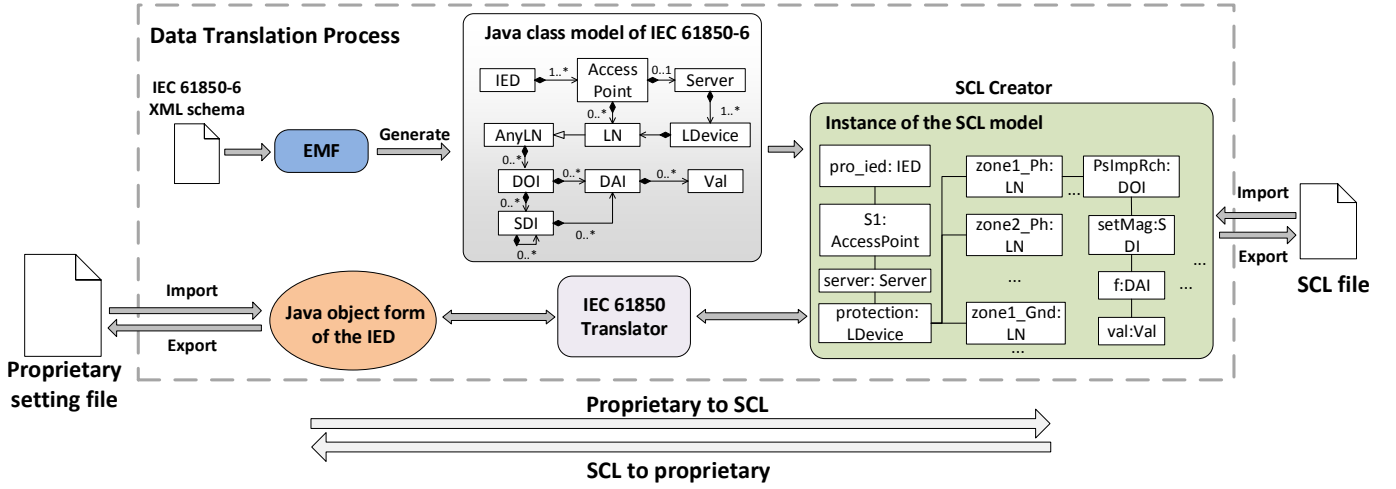 Data Translation Process
IEC 61850-6
XML schema
EMF
Generate
Java class model of IEC 61850-6
IED
1..*
Access
Point
0..1
Server
0..*
1..*
AnyLN
LN
LDevice
0..*
DOI
0..*
DAI
0..*
Val
0..*
SDI
0..*
0..*
SCL Creator
Instance of the SCL model
pro_ied: IED
S1:
AccessPoint
server: Server
protection:
LDevice
zone1_Ph:
LN
...
zone2_Ph:
LN
...
zone1_Gnd:
LN
...
PsImpRch:
DOI
setMag:S
DI
...
f:DAI
...
val:Val
Import
Export
SCL file
Proprietary
setting file
Import
Export
Java object form
of the IED
IEC 61850
Translator
Proprietary to SCL
SCL to proprietary